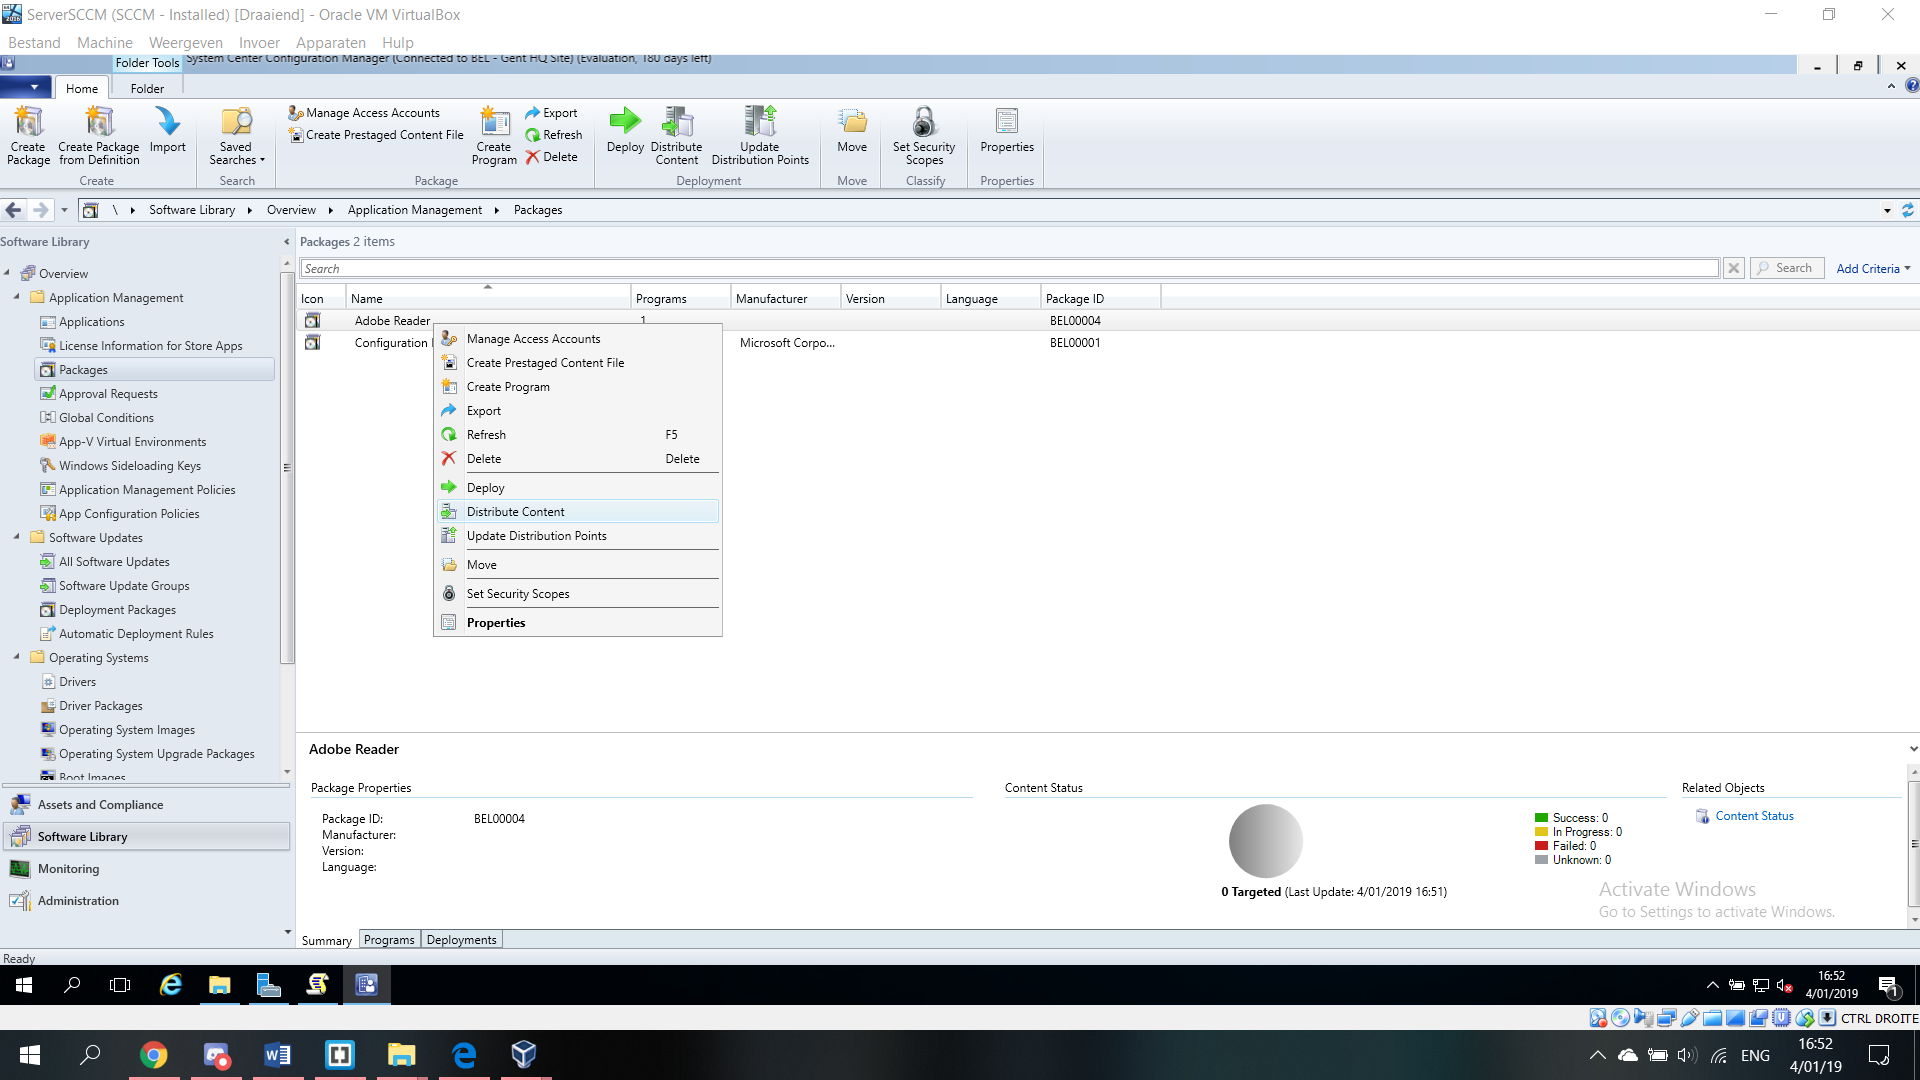 ServerSCCM (SCCM - Installed) [Draaiend] - Oracle VM VirtualBox
Bestand Machine Weergeven Invoer Apparaten Hulp
Folder Tools System Center Configuration Manager (Connected to BEL - Gent HQ Site) (Evaluation, 180 days left)
Home Folder
Create Package
Create Package from Definition
Import
Saved Searches
Manage Access Accounts
Create Prestaged Content File
Create Program
Export
Refresh
Delete
Deploy
Distribute Content
Update Distribution Points
Move
Set Security Scopes
Properties
Create Search Package Deployment Move Classify Properties
\ Software Library Overview Application Management Packages
Software Library
Overview
Application Management
Applications
License Information for Store Apps
Packages
Approval Requests
Global Conditions
App-V Virtual Environments
Windows Sideloading Keys
Application Management Policies
App Configuration Policies
Software Updates
All Software Updates
Software Update Groups
Deployment Packages
Automatic Deployment Rules
Operating Systems
Drivers
Driver Packages
Operating System Images
Operating System Upgrade Packages
Boot Images
Assets and Compliance
Software Library
Monitoring
Administration
Packages 2 items
Search Search Add Criteria
Icon Name Programs Manufacturer Version Language Package ID
Adobe Reader 1 BEL00004
Configuration Microsoft Corpo... BEL00001
Manage Access Accounts
Create Prestaged Content File
Create Program
Export
Refresh F5
Delete Delete
Deploy
Distribute Content
Update Distribution Points
Move
Set Security Scopes
Properties
Adobe Reader
Package Properties
Package ID: BEL00004
Manufacturer:
Version:
Language:
Content Status
Success: 0
In Progress: 0
Failed: 0
Unknown: 0
0 Targeted (Last Update: 4/01/2019 16:51)
Related Objects
Content Status
Activate Windows
Go to Settings to activate Windows.
Summary Programs Deployments
Ready
16:52
4/01/2019
1
CTRL DROITE
ENG
16:52
4/01/19